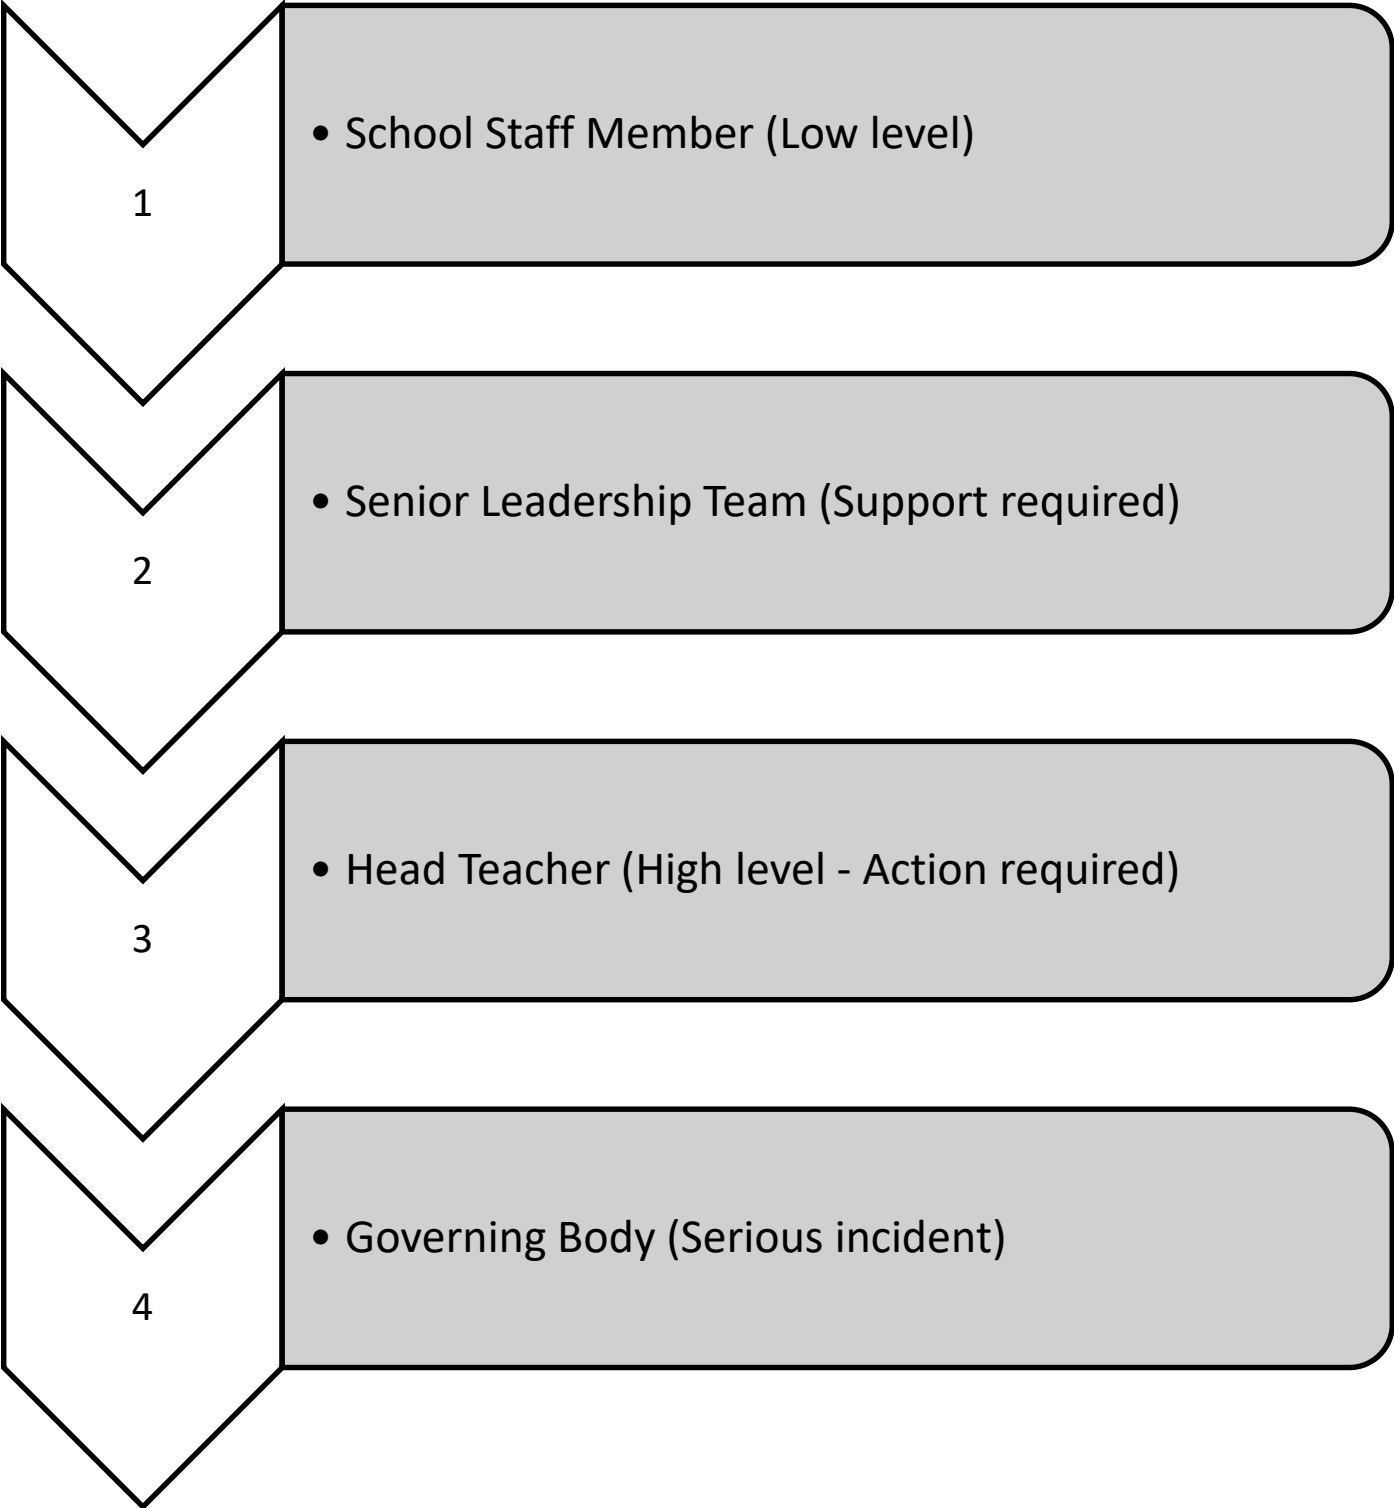 1
• School Staff Member (Low level)
2
• Senior Leadership Team (Support required)
3
• Head Teacher (High level - Action required)
4
• Governing Body (Serious incident)